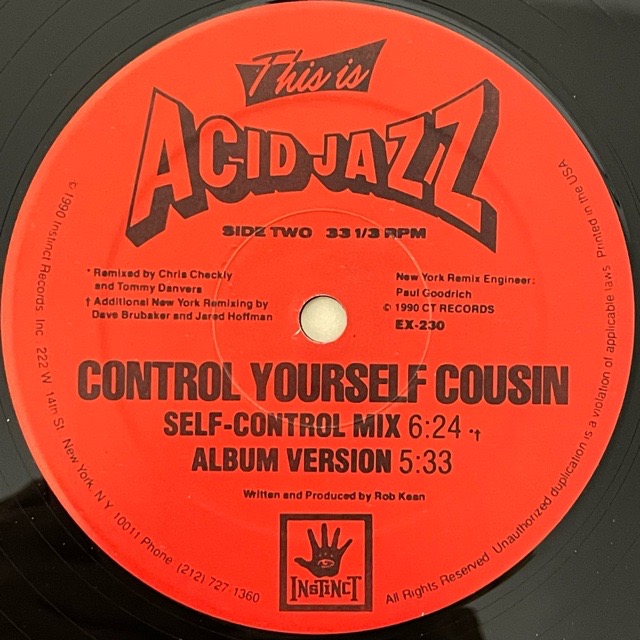 This is
ACID JAZZ
SIDE TWO 33 1/3 RPM
* Remixed by Chris Checkly
and Tommy Danvers
† Additional New York Remixing by
Dave Brubaker and Jared Hoffman
New York Remix Engineer:
Paul Goodrich
© 1990 CT RECORDS
EX-230
CONTROL YOURSELF COUSIN
SELF-CONTROL MIX 6:24 *†
ALBUM VERSION 5:33
Written and Produced by Rob Kean
INSTINCT
© 1990 Instinct Records, Inc. 222 W. 14th St. New York, N.Y. 10011 Phone (212) 727-1360
All Rights Reserved Unauthorized duplication is a violation of applicable laws Printed in the USA